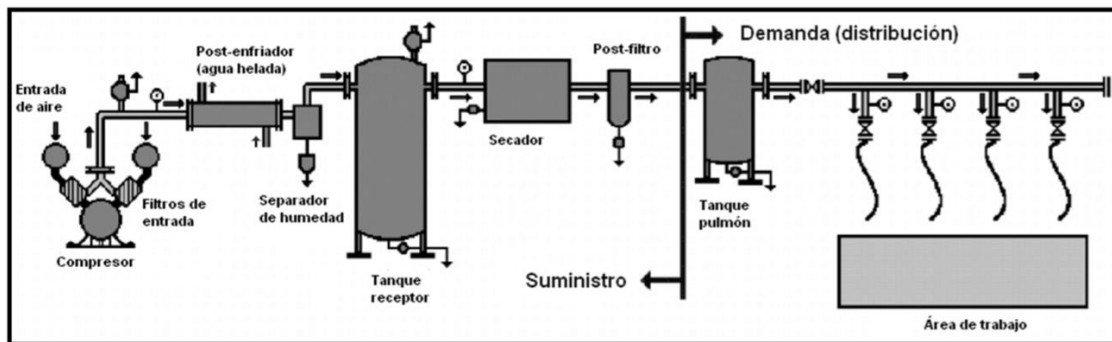 Entrada
de aire
Filtros de
entrada
Compresor
Post-enfriador
(agua helada)
Separador
de humedad
Tanque
receptor
Secador
Post-filtro
Suministro
Demanda (distribución)
Tanque
pulmón
Área de trabajo